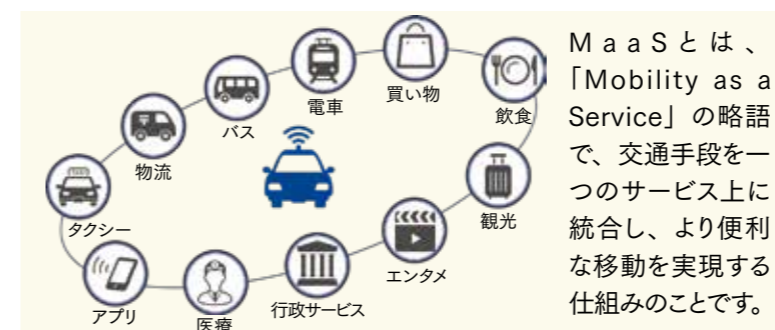 電車
買い物
飲食
バス
物流
タクシー
観光
エンタメ
行政サービス
医療
アプリ
MaaSとは、
「Mobility as a
Service」の略語
で、交通手段を一
つのサービス上に
統合し、より便利
な移動を実現する
仕組みのことです。